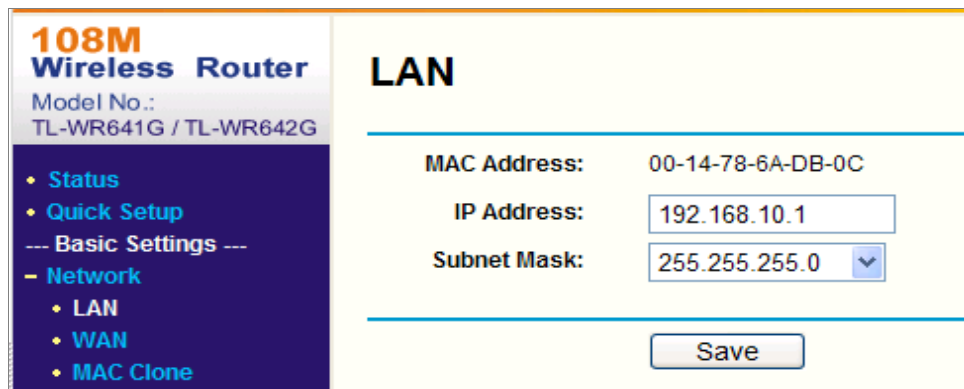 108M
Wireless Router
Model No.:
TL-WR641G / TL-WR642G
• Status
• Quick Setup
--- Basic Settings ---
– Network
• LAN
• WAN
• MAC Clone
LAN
MAC Address: 00-14-78-6A-DB-0C
IP Address: 192.168.10.1
Subnet Mask: 255.255.255.0
Save